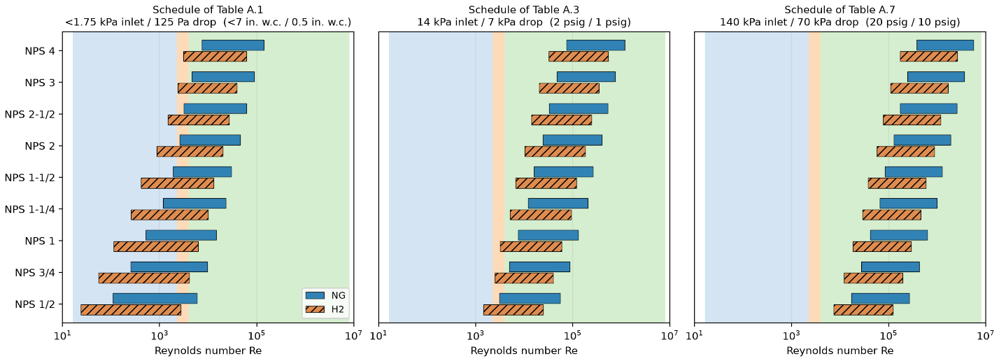 Schedule of Table A.1
<1.75 kPa inlet / 125 Pa drop (<7 in. w.c. / 0.5 in. w.c.)
Schedule of Table A.3
14 kPa inlet / 7 kPa drop (2 psig / 1 psig)
Schedule of Table A.7
140 kPa inlet / 70 kPa drop (20 psig / 10 psig)
NPS 4
NPS 3
NPS 2-1/2
NPS 2
NPS 1-1/2
NPS 1-1/4
NPS 1
NPS 3/4
NPS 1/2
NG
H2
10¹ 10³ 10⁵ 10⁷
Reynolds number Re
10¹ 10³ 10⁵ 10⁷
Reynolds number Re
10¹ 10³ 10⁵ 10⁷
Reynolds number Re